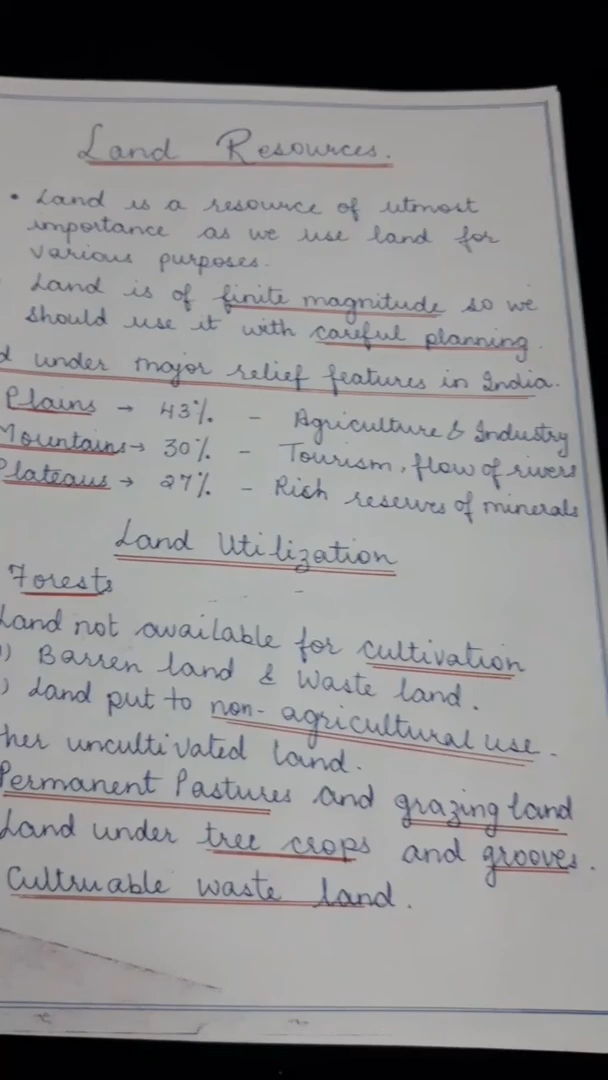 Land Resources.
• Land is a resource of utmost
importance as we use land for
various purposes.
Land is of finite magnitude so we
should use it with careful planning.
d under major relief features in India.
Plains → 43% - Agriculture & Industry
Mountains → 30% - Tourism, flow of rivers
Plateaus → 27% - Rich reserves of minerals
Land Utilization
Forests
Land not available for cultivation
) Barren land & Waste land.
) Land put to non-agricultural use.
her uncultivated land.
Permanent Pastures and grazing land
Land under tree crops and grooves.
Cultruable waste land.